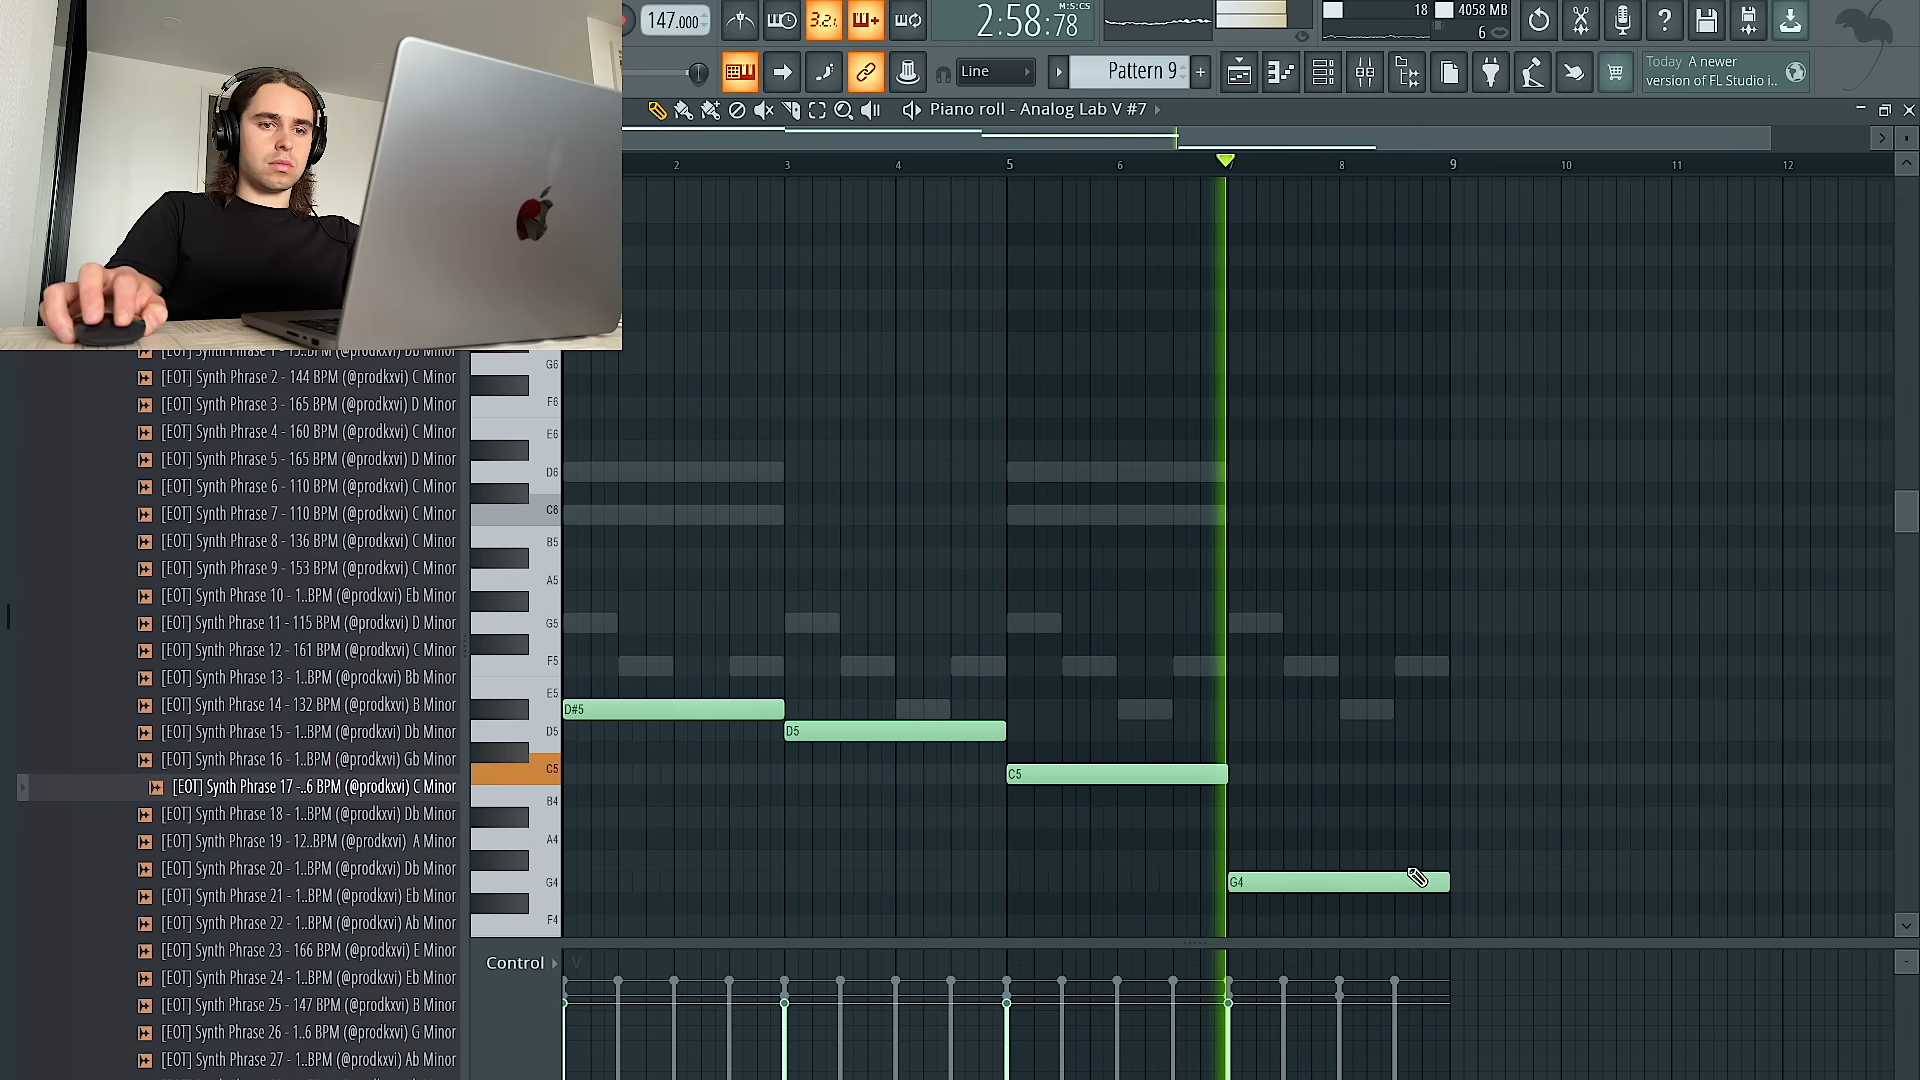 147.000
3.2
2:58:78
M:S:CS
18
4058 MB
6
Line
Pattern 9
+
Today A newer
version of FL Studio i..
Piano roll - Analog Lab V #7
2 3 4 5 6 7 8 9 10 11 12
[EOT] Synth Phrase 2 - 144 BPM (@prodkxvi) C Minor
[EOT] Synth Phrase 3 - 165 BPM (@prodkxvi) D Minor
[EOT] Synth Phrase 4 - 160 BPM (@prodkxvi) C Minor
[EOT] Synth Phrase 5 - 165 BPM (@prodkxvi) D Minor
[EOT] Synth Phrase 6 - 110 BPM (@prodkxvi) C Minor
[EOT] Synth Phrase 7 - 110 BPM (@prodkxvi) C Minor
[EOT] Synth Phrase 8 - 136 BPM (@prodkxvi) C Minor
[EOT] Synth Phrase 9 - 153 BPM (@prodkxvi) C Minor
[EOT] Synth Phrase 10 - 1..BPM (@prodkxvi) Eb Minor
[EOT] Synth Phrase 11 - 115 BPM (@prodkxvi) D Minor
[EOT] Synth Phrase 12 - 161 BPM (@prodkxvi) C Minor
[EOT] Synth Phrase 13 - 1..BPM (@prodkxvi) Bb Minor
[EOT] Synth Phrase 14 - 132 BPM (@prodkxvi) B Minor
[EOT] Synth Phrase 15 - 1..BPM (@prodkxvi) Db Minor
[EOT] Synth Phrase 16 - 1..BPM (@prodkxvi) Gb Minor
[EOT] Synth Phrase 17 -..6 BPM (@prodkxvi) C Minor
[EOT] Synth Phrase 18 - 1..BPM (@prodkxvi) Db Minor
[EOT] Synth Phrase 19 - 12..BPM (@prodkxvi) A Minor
[EOT] Synth Phrase 20 - 1..BPM (@prodkxvi) Db Minor
[EOT] Synth Phrase 21 - 1..BPM (@prodkxvi) Eb Minor
[EOT] Synth Phrase 22 - 1..BPM (@prodkxvi) Ab Minor
[EOT] Synth Phrase 23 - 166 BPM (@prodkxvi) E Minor
[EOT] Synth Phrase 24 - 1..BPM (@prodkxvi) Eb Minor
[EOT] Synth Phrase 25 - 147 BPM (@prodkxvi) B Minor
[EOT] Synth Phrase 26 - 1..6 BPM (@prodkxvi) G Minor
[EOT] Synth Phrase 27 - 1..BPM (@prodkxvi) Ab Minor
G6
F6
E6
D6
C6
B5
A5
G5
F5
E5
D5
C5
B4
A4
G4
F4
D#5
D5
C5
G4
Control